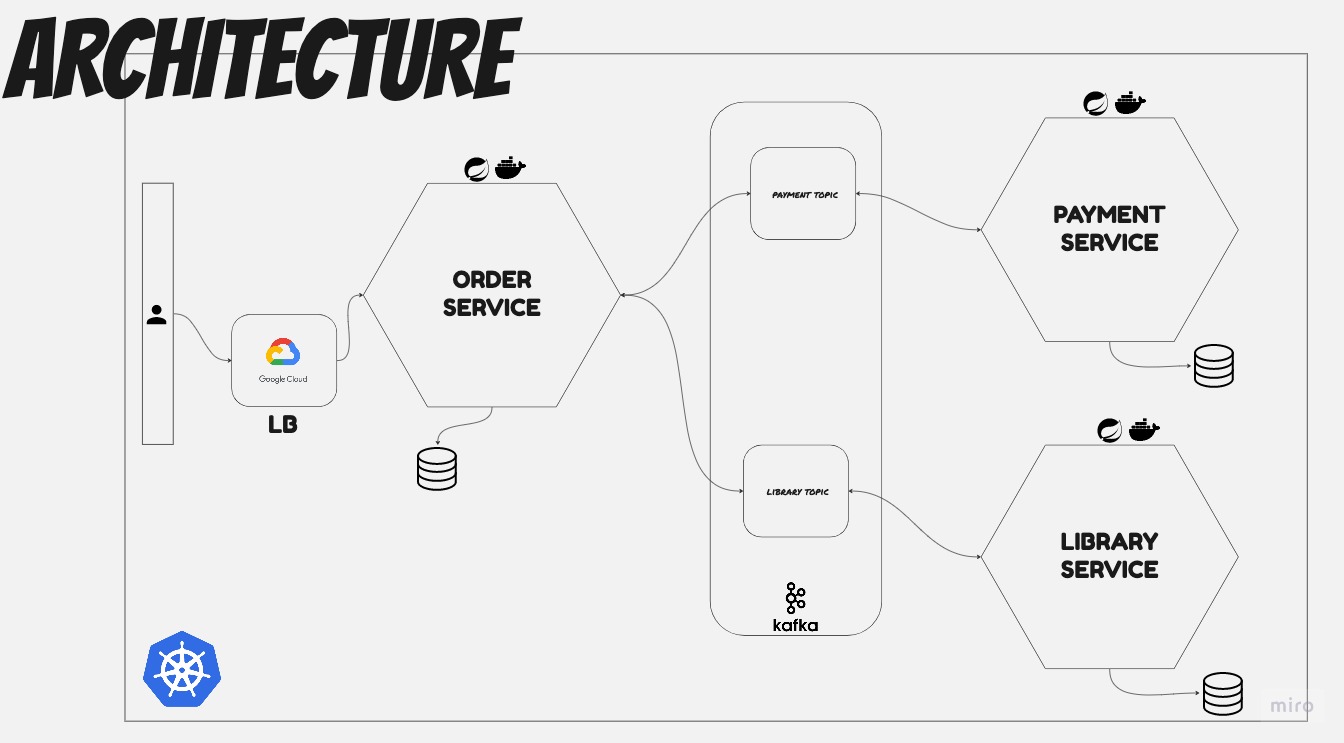 ARCHITECTURE
PAYMENT TOPIC
PAYMENT
SERVICE
ORDER
SERVICE
Google Cloud
LB
LIBRARY TOPIC
LIBRARY
SERVICE
kafka
miro